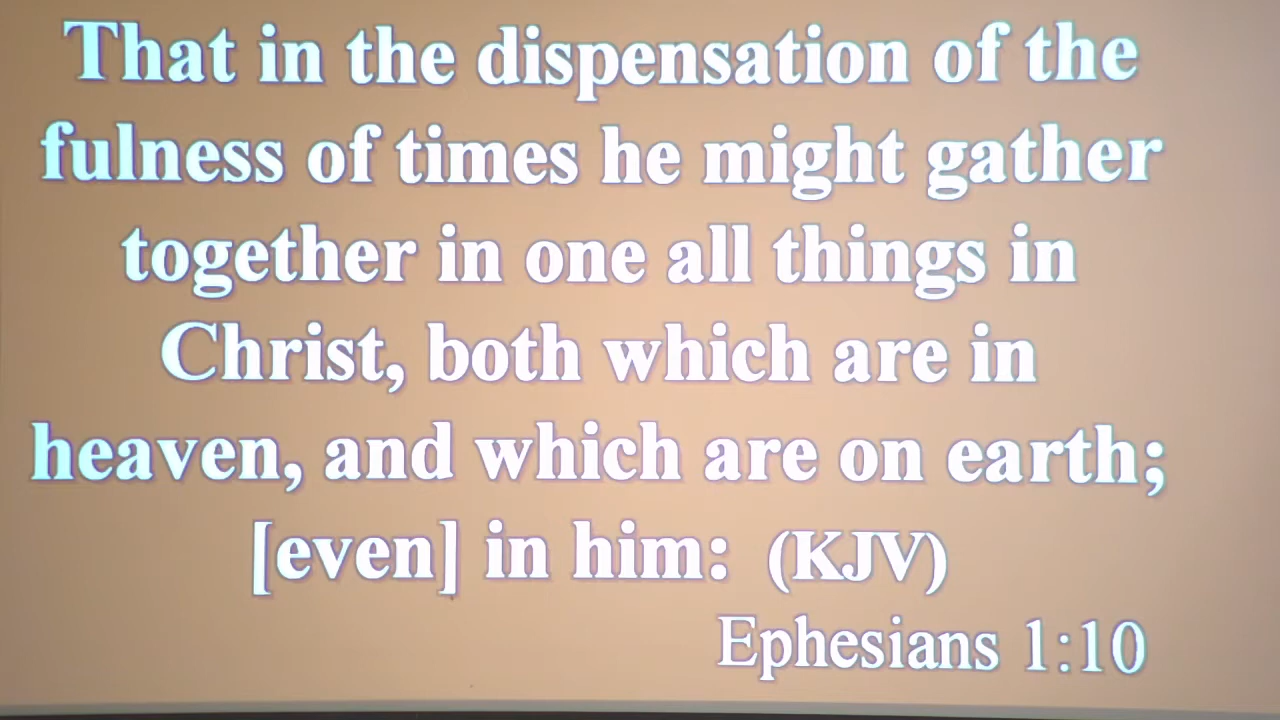 That in the dispensation of the
fulness of times he might gather
together in one all things in
Christ, both which are in
heaven, and which are on earth;
[even] in him: (KJV)
Ephesians 1:10